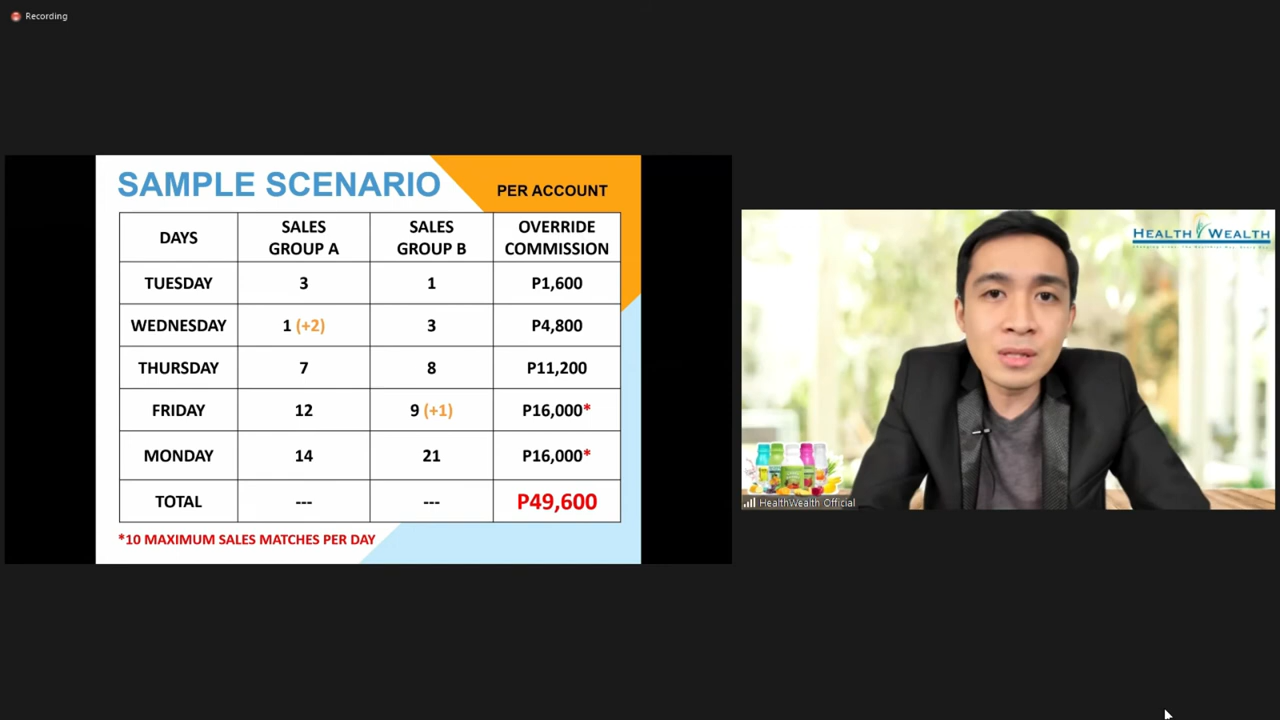 Recording
SAMPLE SCENARIO
PER ACCOUNT
DAYS
SALES GROUP A
SALES GROUP B
OVERRIDE COMMISSION
TUESDAY 3 1 P1,600
WEDNESDAY 1 (+2) 3 P4,800
THURSDAY 7 8 P11,200
FRIDAY 12 9 (+1) P16,000*
MONDAY 14 21 P16,000*
TOTAL --- --- P49,600
*10 MAXIMUM SALES MATCHES PER DAY
HEALTH WEALTH
HealthWealth Official